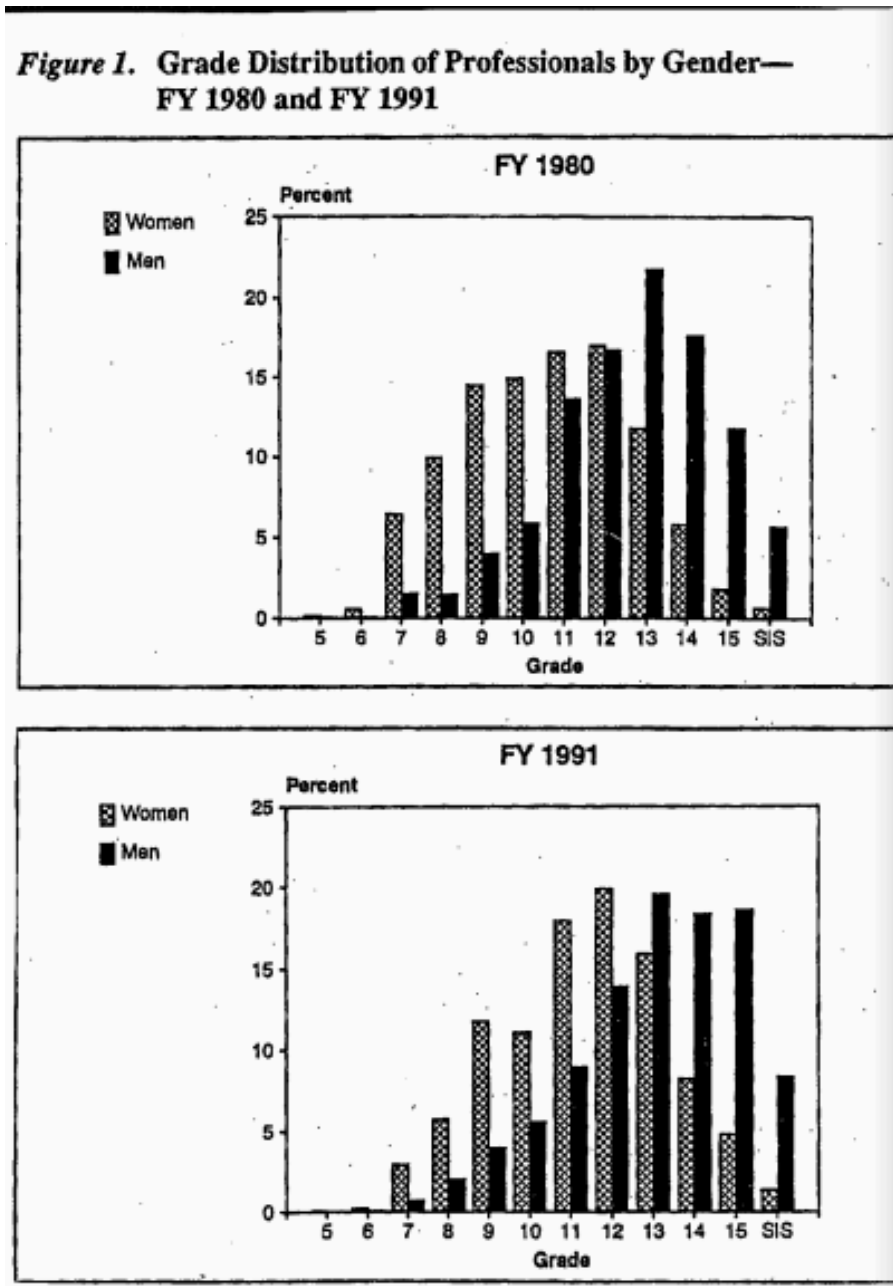 Figure 1. Grade Distribution of Professionals by Gender—
FY 1980 and FY 1991
FY 1980
Percent
Women
Men
25
20
15
10
5
0
5 6 7 8 9 10 11 12 13 14 15 SIS
Grade
FY 1991
Percent
Women
Men
25
20
15
10
5
0
5 6 7 8 9 10 11 12 13 14 15 SIS
Grade